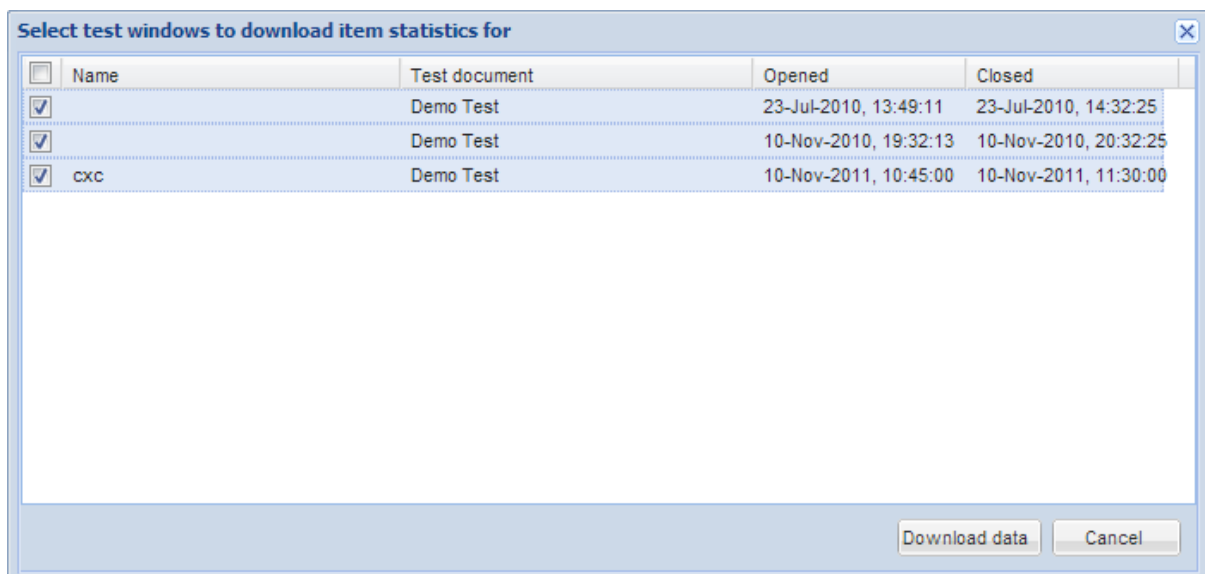 Select test windows to download item statistics for
Name Test document Opened Closed
Demo Test 23-Jul-2010, 13:49:11 23-Jul-2010, 14:32:25
Demo Test 10-Nov-2010, 19:32:13 10-Nov-2010, 20:32:25
cxc Demo Test 10-Nov-2011, 10:45:00 10-Nov-2011, 11:30:00
Download data Cancel